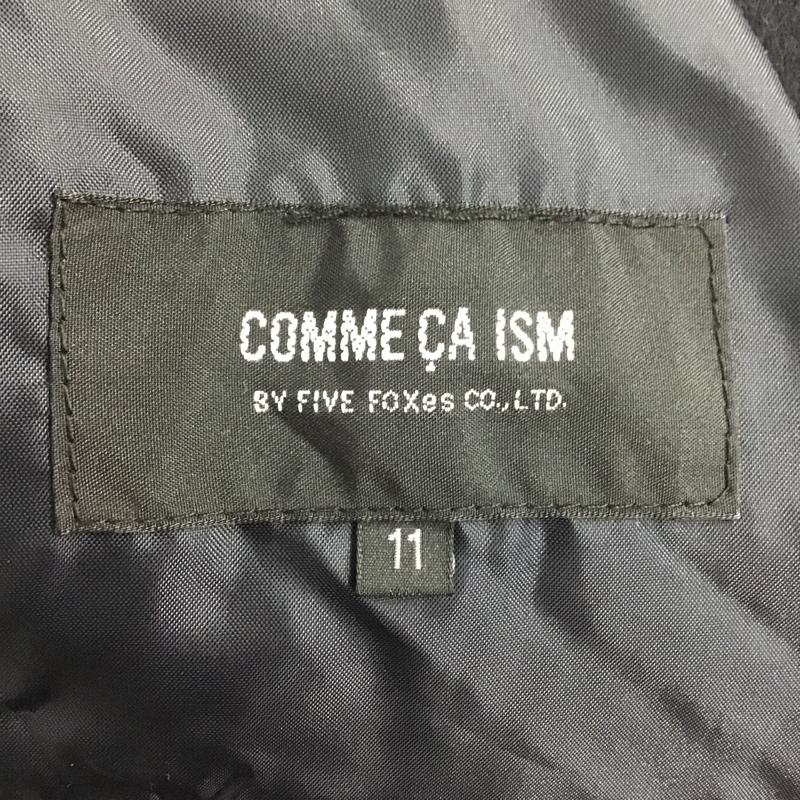 COMME ÇA ISM
BY FIVE FOXes CO.,LTD.
11